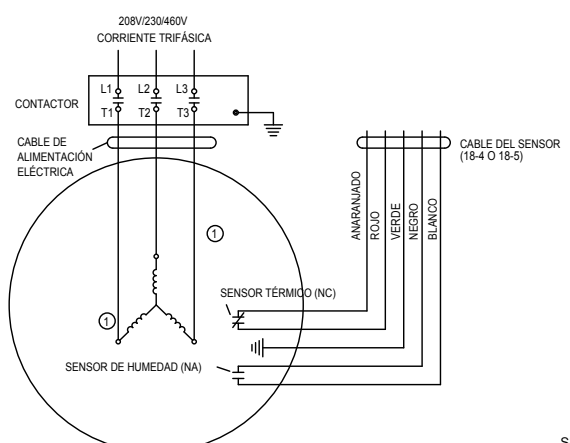 208V/230/460V
CORRIENTE TRIFÁSICA
L1 L2 L3
CONTACTOR
T1 T2 T3
CABLE DE
ALIMENTACIÓN
ELÉCTRICA
CABLE DEL SENSOR
(18-4 O 18-5)
ANARANJADO
ROJO
VERDE
NEGRO
BLANCO
1
SENSOR TÉRMICO (NC)
1
SENSOR DE HUMEDAD (NA)
S